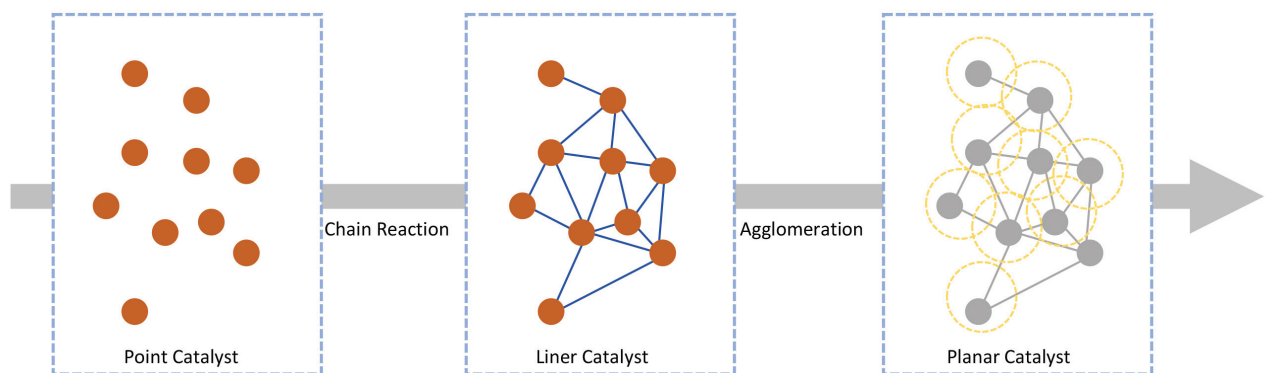 Chain Reaction
Agglomeration
Point Catalyst
Liner Catalyst
Planar Catalyst